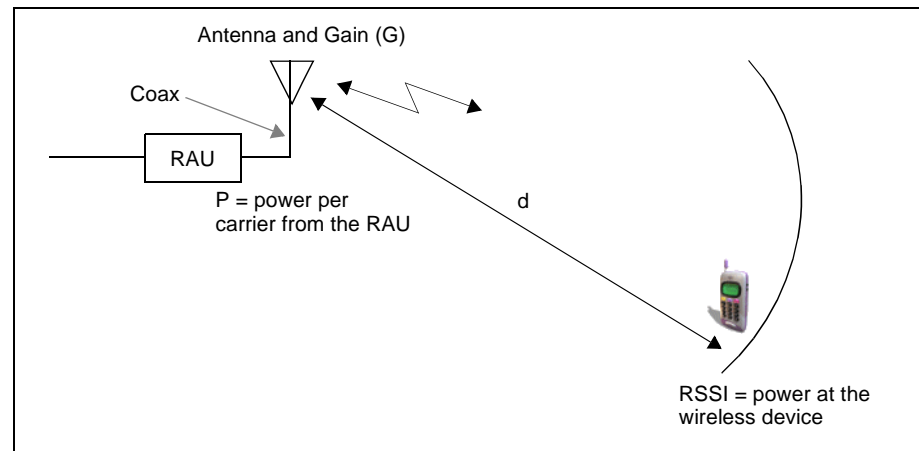 Antenna and Gain (G)
Coax
RAU
P = power per
carrier from the RAU
d
RSSI = power at the
wireless device